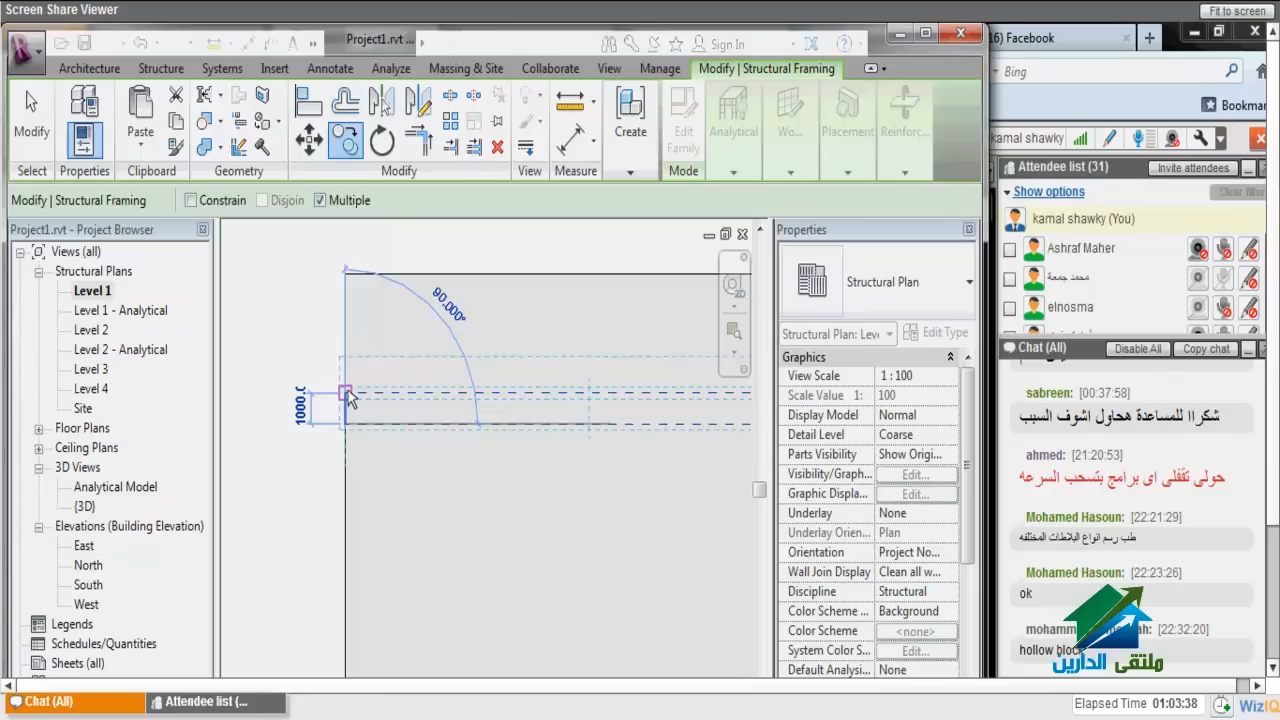 Screen Share Viewer
Fit to screen
Project1.rvt ...
Sign In
16) Facebook
Architecture
Structure
Systems
Insert
Annotate
Analyze
Massing & Site
Collaborate
View
Manage
Modify | Structural Framing
Bing
Bookmar
Modify
Paste
Create
Edit
Family
Analytical
Wo...
Placement
Reinforc...
kamal shawky
Select
Properties
Clipboard
Geometry
Modify
View
Measure
Mode
Attendee list (31)
Invite attendees
Show options
Clear filter
Modify | Structural Framing
Constrain
Disjoin
Multiple
kamal shawky (You)
Ashraf Maher
محمد جمعة
elnosma
Project1.rvt - Project Browser
Views (all)
Structural Plans
Level 1
Level 1 - Analytical
Level 2
Level 2 - Analytical
Level 3
Level 4
Site
Floor Plans
Ceiling Plans
3D Views
Analytical Model
{3D}
Elevations (Building Elevation)
East
North
South
West
Legends
Schedules/Quantities
Sheets (all)
90.000°
1000.0
2D
Properties
Structural Plan
Structural Plan: Lev
Edit Type
Graphics
View Scale
1 : 100
Scale Value 1:
100
Display Model
Normal
Detail Level
Coarse
Parts Visibility
Show Origi...
Visibility/Graph...
Edit...
Graphic Displa...
Edit...
Underlay
None
Underlay Orien...
Plan
Orientation
Project No...
Wall Join Display
Clean all w...
Discipline
Structural
Color Scheme ...
Background
Color Scheme
<none>
System Color S...
Edit...
Default Analysi...
None
Chat (All)
Disable All
Copy chat
sabreen: [00:37:58]
شكراا للمساعدة هحاول اشوف السبب
ahmed: [21:20:53]
حولى تقفلى اى برامج بتسحب السرعه
Mohamed Hasoun: [22:21:29]
طب رسم انواع البلاطات المختلفه
Mohamed Hasoun: [22:23:26]
ok
[22:32:20]
hollow block
ملتقى الدارين
Chat (All)
Attendee list (...
Elapsed Time 01:03:38
WizIQ